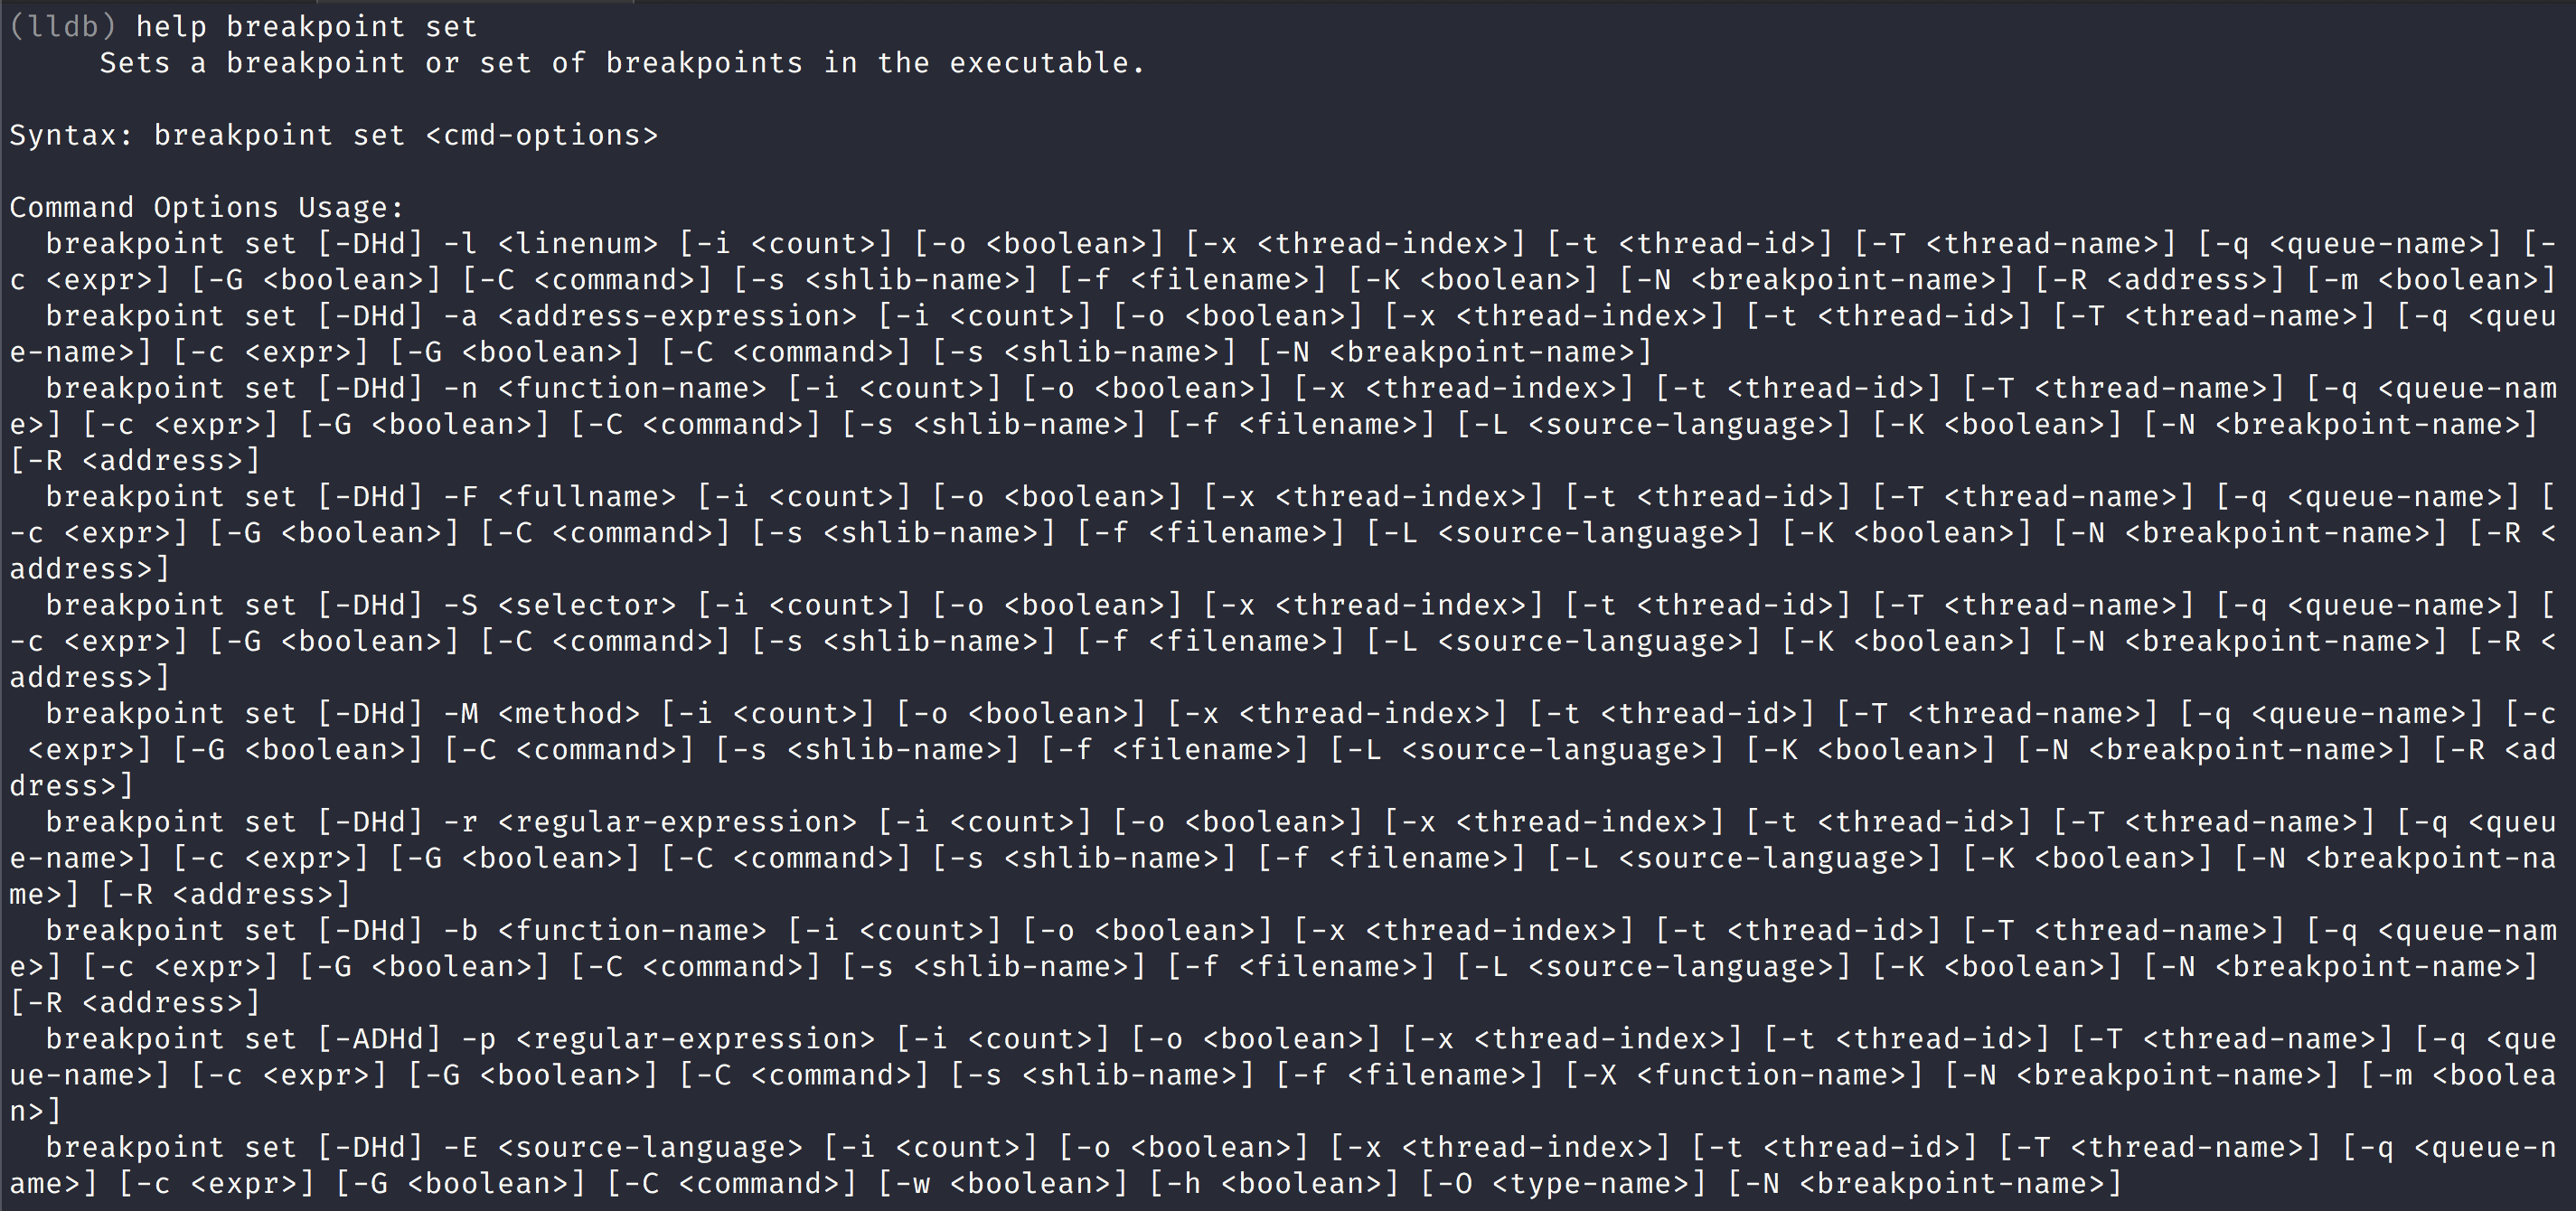 (lldb) help breakpoint set
     Sets a breakpoint or set of breakpoints in the executable.

Syntax: breakpoint set <cmd-options>

Command Options Usage:
  breakpoint set [-DHd] -l <linenum> [-i <count>] [-o <boolean>] [-x <thread-index>] [-t <thread-id>] [-T <thread-name>] [-q <queue-name>] [-
c <expr>] [-G <boolean>] [-C <command>] [-s <shlib-name>] [-f <filename>] [-K <boolean>] [-N <breakpoint-name>] [-R <address>] [-m <boolean>]
  breakpoint set [-DHd] -a <address-expression> [-i <count>] [-o <boolean>] [-x <thread-index>] [-t <thread-id>] [-T <thread-name>] [-q <queu
e-name>] [-c <expr>] [-G <boolean>] [-C <command>] [-s <shlib-name>] [-N <breakpoint-name>]
  breakpoint set [-DHd] -n <function-name> [-i <count>] [-o <boolean>] [-x <thread-index>] [-t <thread-id>] [-T <thread-name>] [-q <queue-nam
e>] [-c <expr>] [-G <boolean>] [-C <command>] [-s <shlib-name>] [-f <filename>] [-L <source-language>] [-K <boolean>] [-N <breakpoint-name>]
[-R <address>]
  breakpoint set [-DHd] -F <fullname> [-i <count>] [-o <boolean>] [-x <thread-index>] [-t <thread-id>] [-T <thread-name>] [-q <queue-name>] [
-c <expr>] [-G <boolean>] [-C <command>] [-s <shlib-name>] [-f <filename>] [-L <source-language>] [-K <boolean>] [-N <breakpoint-name>] [-R <
address>]
  breakpoint set [-DHd] -S <selector> [-i <count>] [-o <boolean>] [-x <thread-index>] [-t <thread-id>] [-T <thread-name>] [-q <queue-name>] [
-c <expr>] [-G <boolean>] [-C <command>] [-s <shlib-name>] [-f <filename>] [-L <source-language>] [-K <boolean>] [-N <breakpoint-name>] [-R <
address>]
  breakpoint set [-DHd] -M <method> [-i <count>] [-o <boolean>] [-x <thread-index>] [-t <thread-id>] [-T <thread-name>] [-q <queue-name>] [-c
 <expr>] [-G <boolean>] [-C <command>] [-s <shlib-name>] [-f <filename>] [-L <source-language>] [-K <boolean>] [-N <breakpoint-name>] [-R <ad
dress>]
  breakpoint set [-DHd] -r <regular-expression> [-i <count>] [-o <boolean>] [-x <thread-index>] [-t <thread-id>] [-T <thread-name>] [-q <queu
e-name>] [-c <expr>] [-G <boolean>] [-C <command>] [-s <shlib-name>] [-f <filename>] [-L <source-language>] [-K <boolean>] [-N <breakpoint-na
me>] [-R <address>]
  breakpoint set [-DHd] -b <function-name> [-i <count>] [-o <boolean>] [-x <thread-index>] [-t <thread-id>] [-T <thread-name>] [-q <queue-nam
e>] [-c <expr>] [-G <boolean>] [-C <command>] [-s <shlib-name>] [-f <filename>] [-L <source-language>] [-K <boolean>] [-N <breakpoint-name>]
[-R <address>]
  breakpoint set [-ADHd] -p <regular-expression> [-i <count>] [-o <boolean>] [-x <thread-index>] [-t <thread-id>] [-T <thread-name>] [-q <que
ue-name>] [-c <expr>] [-G <boolean>] [-C <command>] [-s <shlib-name>] [-f <filename>] [-X <function-name>] [-N <breakpoint-name>] [-m <boolea
n>]
  breakpoint set [-DHd] -E <source-language> [-i <count>] [-o <boolean>] [-x <thread-index>] [-t <thread-id>] [-T <thread-name>] [-q <queue-n
ame>] [-c <expr>] [-G <boolean>] [-C <command>] [-w <boolean>] [-h <boolean>] [-O <type-name>] [-N <breakpoint-name>]